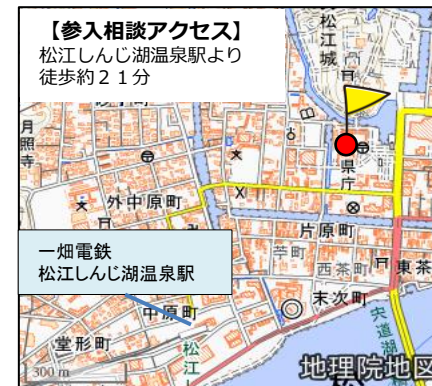 【参入相談アクセス】
松江しんじ湖温泉駅より
徒歩約２１分
松江城
月照寺
県庁
外中原町
片原町
苧町
西茶町
東茶
一畑電鉄
松江しんじ湖温泉駅
中原町
末次町
堂形町
松江し
宍道湖
300 m
地理院地図